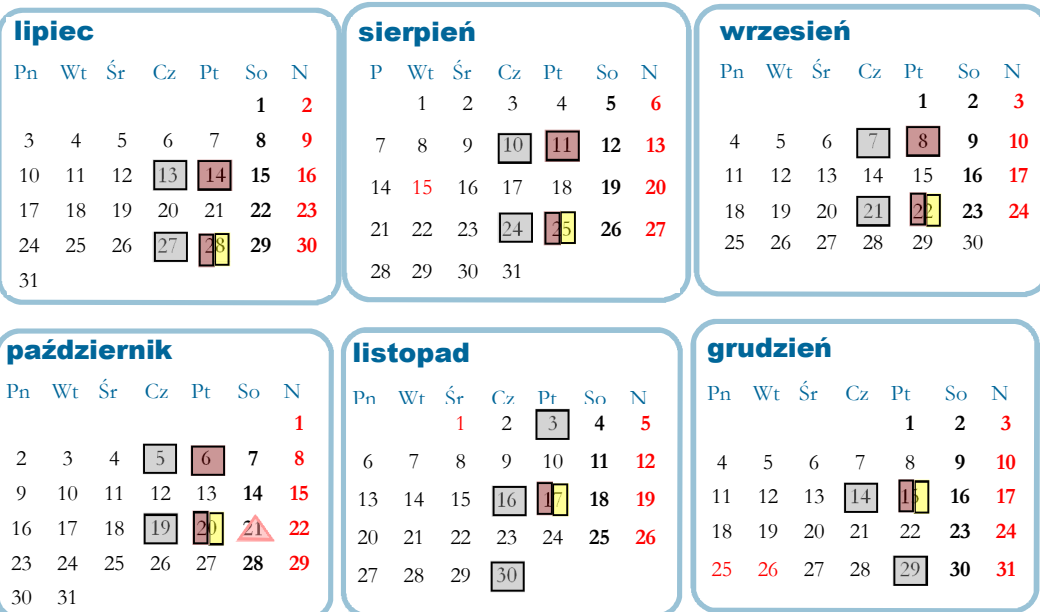 lipiec
Pn Wt Śr Cz Pt So N
1 2
3 4 5 6 7 8 9
10 11 12 13 14 15 16
17 18 19 20 21 22 23
24 25 26 27 28 29 30
31
sierpień
P Wt Śr Cz Pt So N
1 2 3 4 5 6
7 8 9 10 11 12 13
14 15 16 17 18 19 20
21 22 23 24 25 26 27
28 29 30 31
wrzesień
Pn Wt Śr Cz Pt So N
1 2 3
4 5 6 7 8 9 10
11 12 13 14 15 16 17
18 19 20 21 22 23 24
25 26 27 28 29 30
październik
Pn Wt Śr Cz Pt So N
1
2 3 4 5 6 7 8
9 10 11 12 13 14 15
16 17 18 19 20 21 22
23 24 25 26 27 28 29
30 31
listopad
Pn Wt Śr Cz Pt So N
1 2 3 4 5
6 7 8 9 10 11 12
13 14 15 16 17 18 19
20 21 22 23 24 25 26
27 28 29 30
grudzień
Pn Wt Śr Cz Pt So N
1 2 3
4 5 6 7 8 9 10
11 12 13 14 15 16 17
18 19 20 21 22 23 24
25 26 27 28 29 30 31